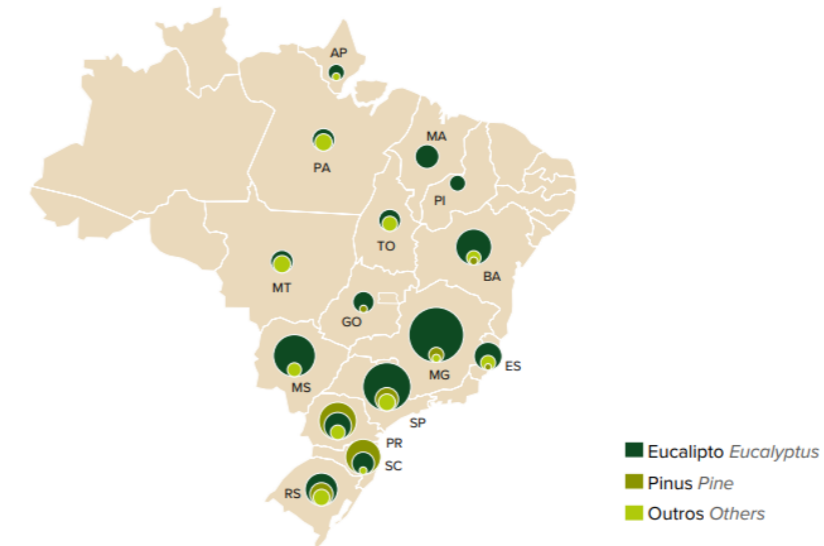 AP
MA
PA
PI
TO
BA
MT
GO
MG
ES
MS
SP
PR
SC
RS
Eucalipto Eucalyptus
Pinus Pine
Outros Others